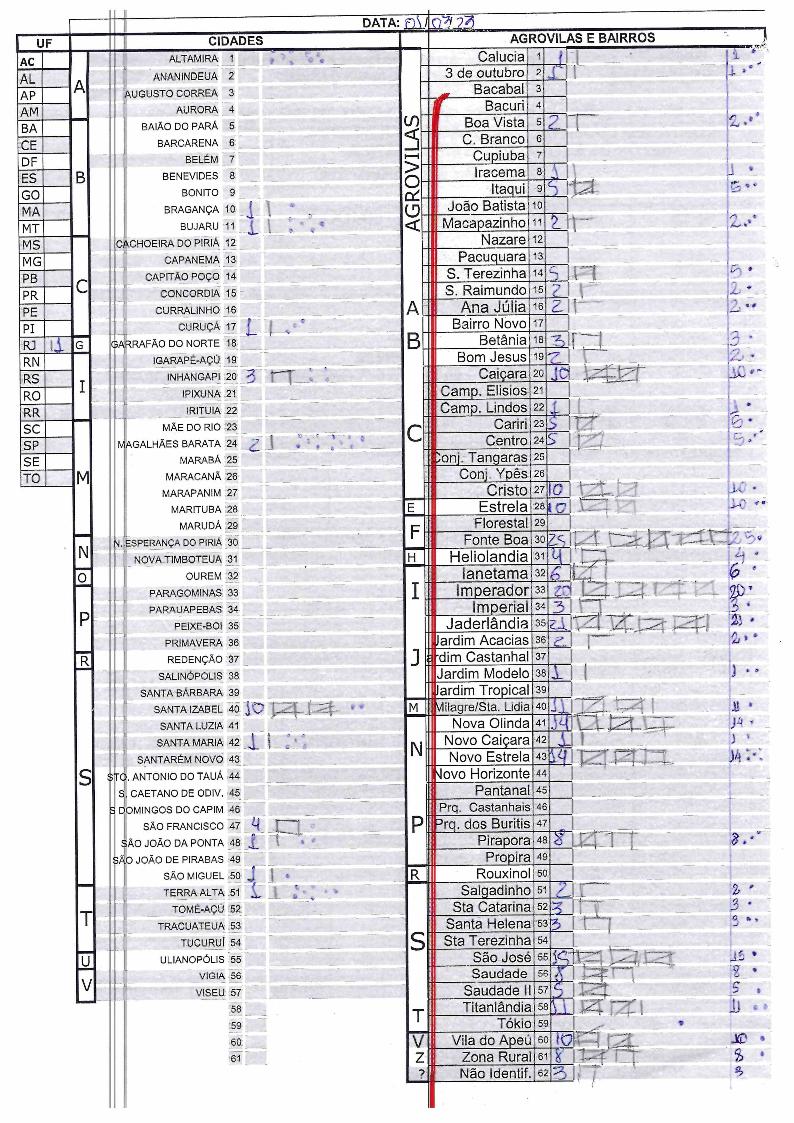 DATA: 01/07/23
UF CIDADES AGROVILAS E BAIRROS
AC
AL
AP
AM
BA
CE
DF
ES
GO
MA
MT
MS
MG
PB
PR
PE
PI
RJ 1
RN
RS
RO
RR
SC
SP
SE
TO
A
ALTAMIRA 1
ANANINDEUA 2
AUGUSTO CORREA 3
AURORA 4
B
BAIÃO DO PARÁ 5
BARCARENA 6
BELÉM 7
BENEVIDES 8
BONITO 9
BRAGANÇA 10 1
BUJARU 11 1
C
CACHOEIRA DO PIRIÁ 12
CAPANEMA 13
CAPITÃO POÇO 14
CONCORDIA 15
CURRALINHO 16
CURUÇÁ 17 1
G
GARRAFÃO DO NORTE 18
I
IGARAPÉ-AÇÚ 19
INHANGAPI 20 3
IPIXUNA 21
IRITUIA 22
M
MÃE DO RIO 23
MAGALHÃES BARATA 24 2
MARABÁ 25
MARACANÃ 26
MARAPANIM 27
MARITUBA 28
MARUDÁ 29
N
N. ESPERANÇA DO PIRIÁ 30
NOVA TIMBOTEUA 31
O
OUREM 32
P
PARAGOMINAS 33
PARAUAPEBAS 34
PEIXE-BOI 35
PRIMAVERA 36
R
REDENÇÃO 37
S
SALINÓPOLIS 38
SANTA BÁRBARA 39
SANTA IZABEL 40 10
SANTA LUZIA 41
SANTA MARIA 42 1
SANTARÉM NOVO 43
STO. ANTONIO DO TAUÁ 44
S. CAETANO DE ODIV. 45
S DOMINGOS DO CAPIM 46
SÃO FRANCISCO 47 4
SÃO JOÃO DA PONTA 48 1
SÃO JOÃO DE PIRABAS 49
SÃO MIGUEL 50 1
T
TERRA ALTA 51 1
TOMÉ-AÇÚ 52
TRACUATEUA 53
TUCURUÍ 54
U
ULIANOPÓLIS 55
V
VIGIA 56
VISEU 57
58
59
60
61
AGROVILAS
Calucia 1 1 1
3 de outubro 2 1 1
Bacabal 3
Bacuri 4
Boa Vista 5 2 2
C. Branco 6
Cupiuba 7
Iracema 8 1 1
Itaqui 9 5 5
João Batista 10
Macapazinho 11 2 2
Nazare 12
Pacuquara 13
S. Terezinha 14 5 5
S. Raimundo 15 2 2
A
Ana Júlia 16 2 2
B
Bairro Novo 17
Betânia 18 3 3
Bom Jesus 19 2 2
C
Caiçara 20 10 10
Camp. Elisios 21
Camp. Lindos 22 1 1
Cariri 23 5 5
Centro 24 5 5
Conj. Tangaras 25
Conj. Ypês 26
Cristo 27 10 10
E
Estrela 28 10 10
F
Florestal 29
Fonte Boa 30 25 25
H
Heliolandia 31 4 4
I
Ianetama 32 6 6
Imperador 33 20 20
Imperial 34 3 3
J
Jaderlândia 35 21 21
Jardim Acacias 36 2 2
Jardim Castanhal 37
Jardim Modelo 38 1 1
Jardim Tropical 39
M
Milagre/Sta. Lidia 40 11 11
N
Nova Olinda 41 14 14
Novo Caiçara 42 1 1
Novo Estrela 43 14 14
Novo Horizonte 44
P
Pantanal 45
Prq. Castanhais 46
Prq. dos Buritis 47
Pirapora 48 8 8
Propira 49
R
Rouxinol 50
S
Salgadinho 51 2 2
Sta Catarina 52 3 3
Santa Helena 53 3 3
Sta Terezinha 54
São José 55 15 15
Saudade 56 8 8
Saudade II 57 5 5
T
Titanlândia 58 11 11
Tókio 59
V
Vila do Apeú 60 10 10
Z
Zona Rural 61 8 8
?
Não Identif. 62 3 3